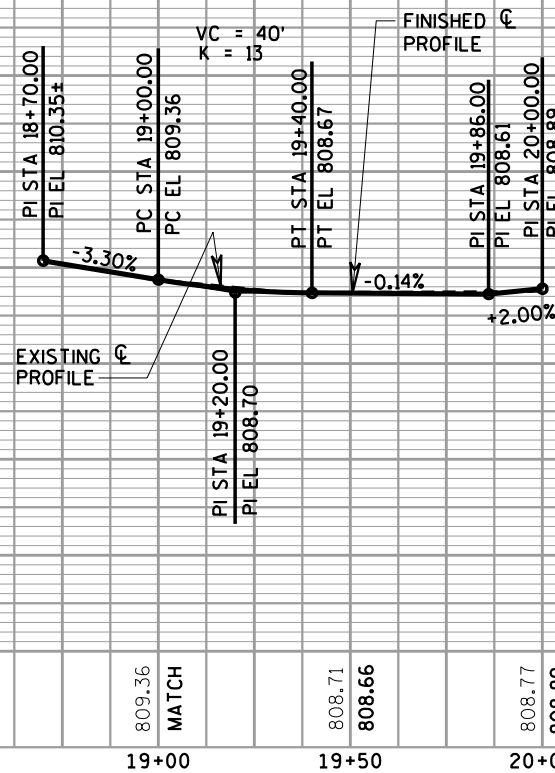 VC = 40'
K = 13
FINISHED ℄
PROFILE
PI STA 18+70.00
PI EL 810.35±
PC STA 19+00.00
PC EL 809.36
PT STA 19+40.00
PT EL 808.67
PI STA 19+86.00
PI EL 808.61
PI STA 20+00.00
PI EL 808.89
-3.30%
-0.14%
+2.00%
EXISTING ℄
PROFILE
PI STA 19+20.00
PI EL 808.70
809.36
MATCH
808.71
808.66
808.77
19+00
19+50